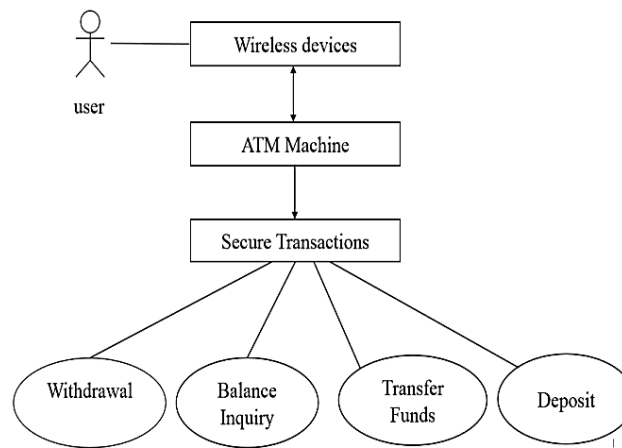 Wireless devices
user
ATM Machine
Secure Transactions
Withdrawal
Balance
Inquiry
Transfer
Funds
Deposit